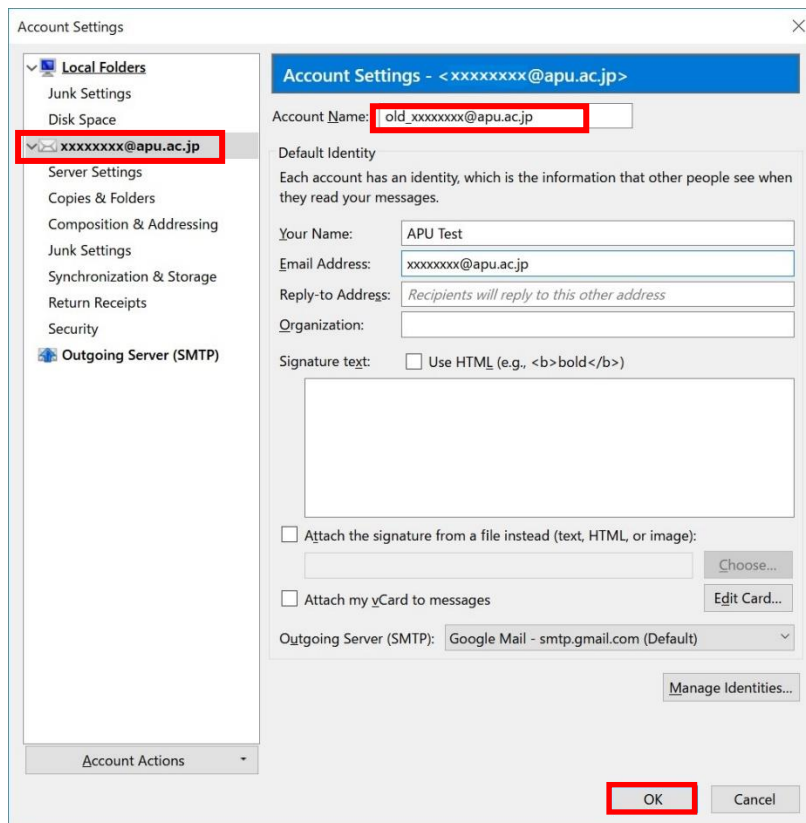 Account Settings
Local Folders
Junk Settings
Disk Space
xxxxxxxx@apu.ac.jp
Server Settings
Copies & Folders
Composition & Addressing
Junk Settings
Synchronization & Storage
Return Receipts
Security
Outgoing Server (SMTP)
Account Actions
Account Settings - <xxxxxxxx@apu.ac.jp>
Account Name: old_xxxxxxxx@apu.ac.jp
Default Identity
Each account has an identity, which is the information that other people see when
they read your messages.
Your Name: APU Test
Email Address: xxxxxxxx@apu.ac.jp
Reply-to Address: Recipients will reply to this other address
Organization:
Signature text: Use HTML (e.g., <b>bold</b>)
Attach the signature from a file instead (text, HTML, or image):
Choose...
Attach my vCard to messages Edit Card...
Outgoing Server (SMTP): Google Mail - smtp.gmail.com (Default)
Manage Identities...
OK Cancel